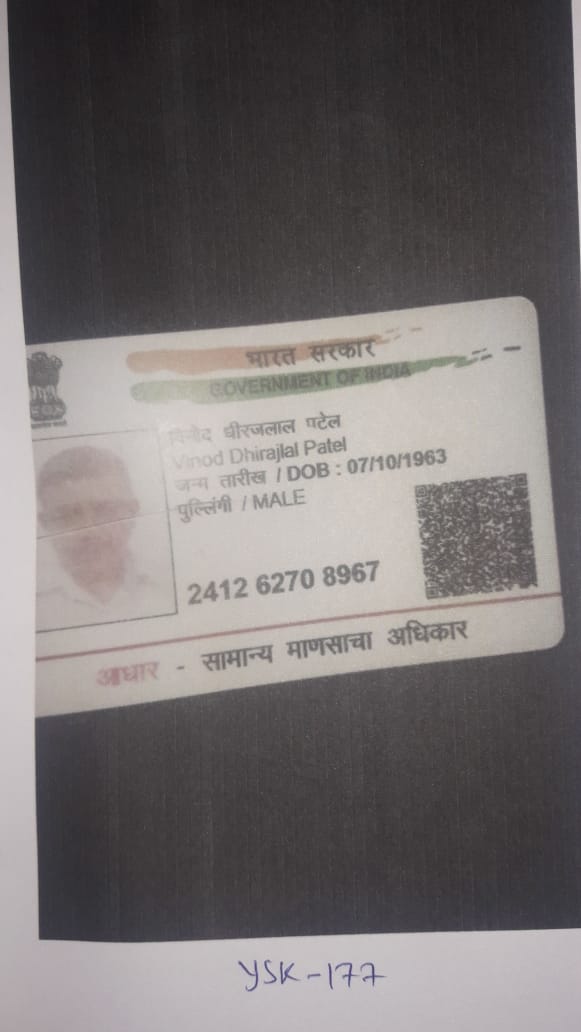 भारत सरकार
GOVERNMENT OF INDIA
विनोद धीरजलाल पटेल
Vinod Dhirajlal Patel
जन्म तारीख / DOB : 07/10/1963
पुल्लिंगी / MALE
2412 6270 8967
आधार - सामान्य माणसाचा अधिकार
YSK-177